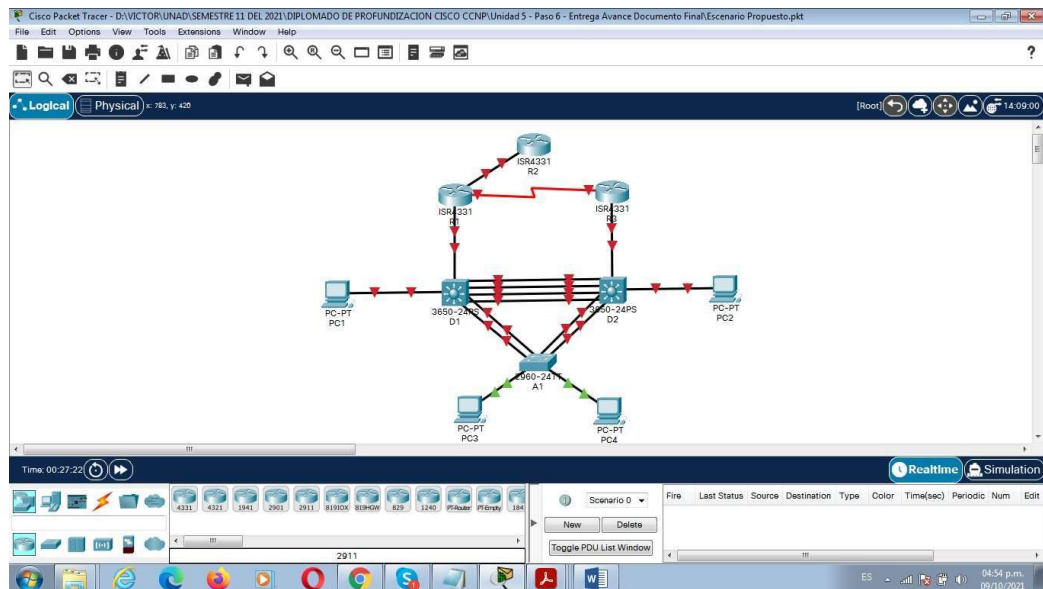 Cisco Packet Tracer - D:\VICTOR\UNAD\SEMESTRE 11 DEL 2021\DIPLOMADO DE PROFUNDIZACION CISCO CCNP\Unidad 5 - Paso 6 - Entrega Avance Documento Final\Escenario Propuesto.pkt
File Edit Options View Tools Extensions Window Help
?
Logical Physical x: 783, y: 420 [Root] 14:09:00
ISR4331
R2
ISR4331
R1
ISR4331
R3
PC-PT
PC1
3650-24PS
D1
3650-24PS
D2
PC-PT
PC2
2960-24TT
A1
PC-PT
PC3
PC-PT
PC4
Time: 00:27:22 Realtime Simulation
4331 4321 1941 2901 2911 819IOX 819HGW 829 1240 PT-Router PT-Empty 184
2911
Scenario 0
New Delete
Toggle PDU List Window
Fire Last Status Source Destination Type Color Time(sec) Periodic Num Edit
ES 04:54 p.m.
09/10/2021